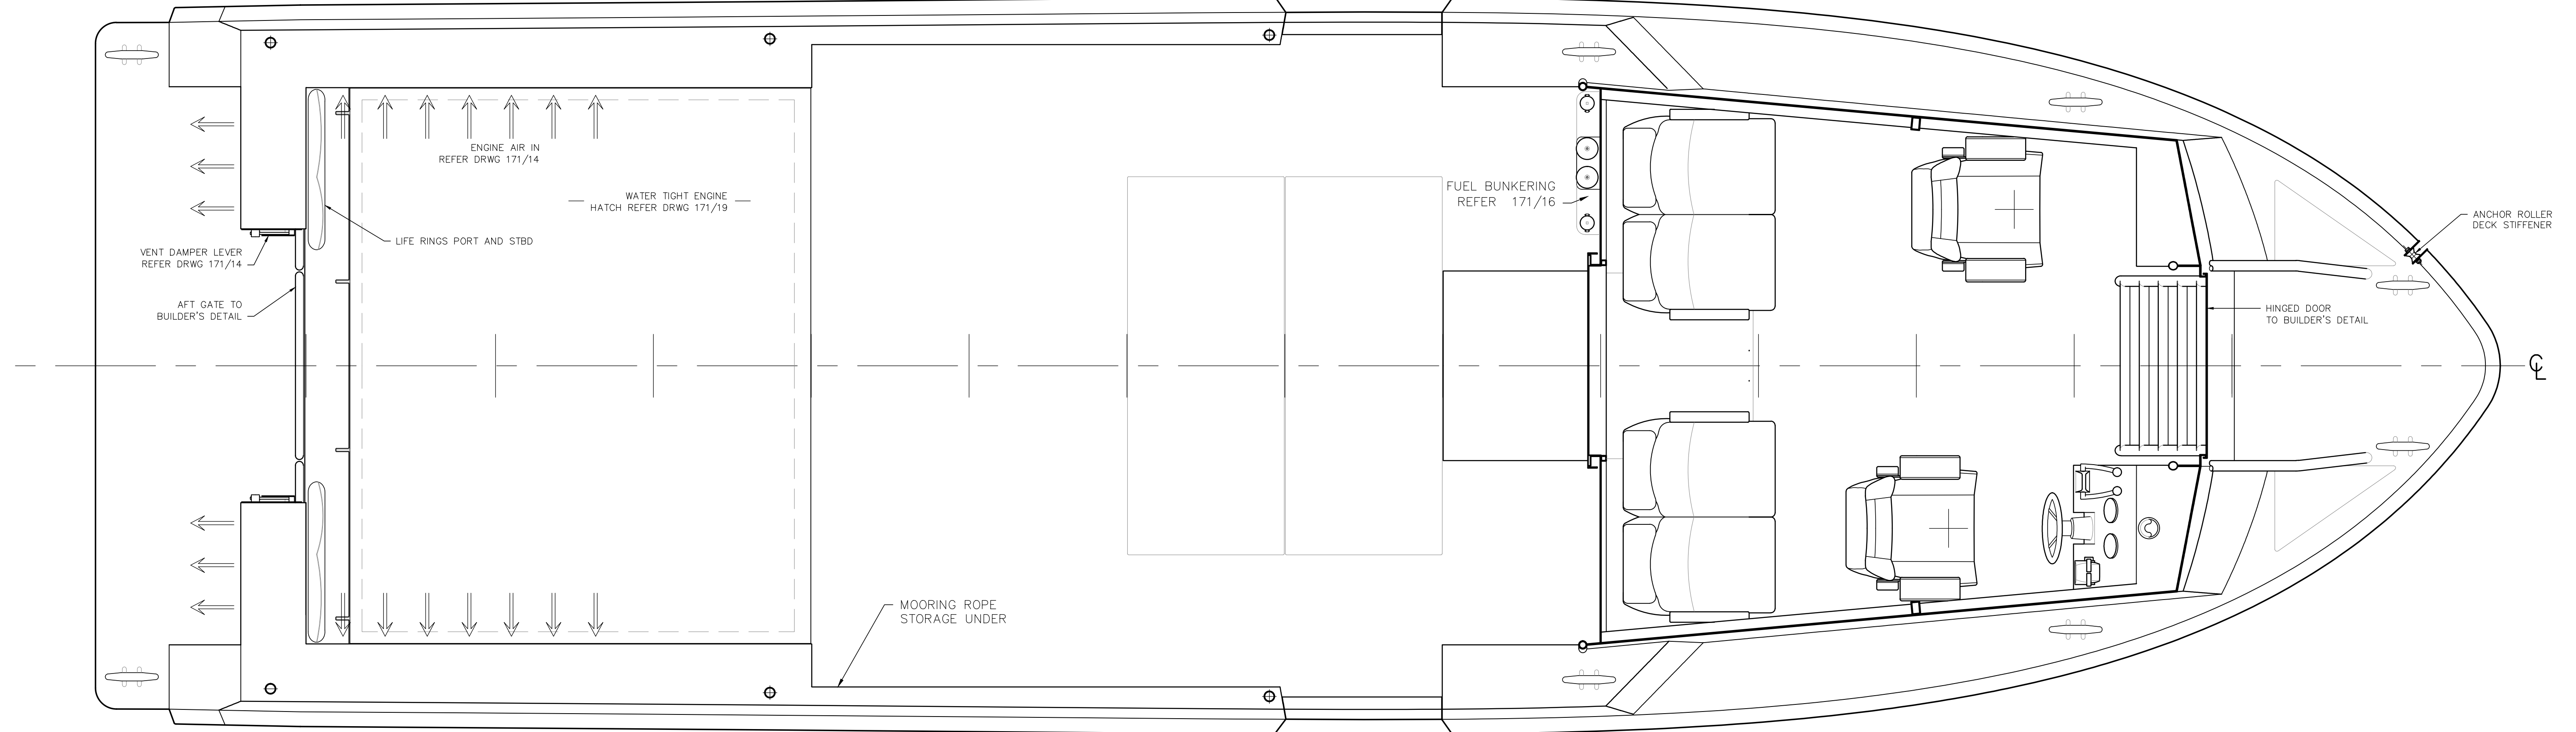 ENGINE AIR IN
REFER DRWG 171/14
WATER TIGHT ENGINE
HATCH REFER DRWG 171/19
LIFE RINGS PORT AND STBD
VENT DAMPER LEVER
REFER DRWG 171/14
AFT GATE TO
BUILDER'S DETAIL
MOORING ROPE
STORAGE UNDER
FUEL BUNKERING
REFER 171/16
ANCHOR ROLLER
DECK STIFFENER
HINGED DOOR
TO BUILDER'S DETAIL
CL